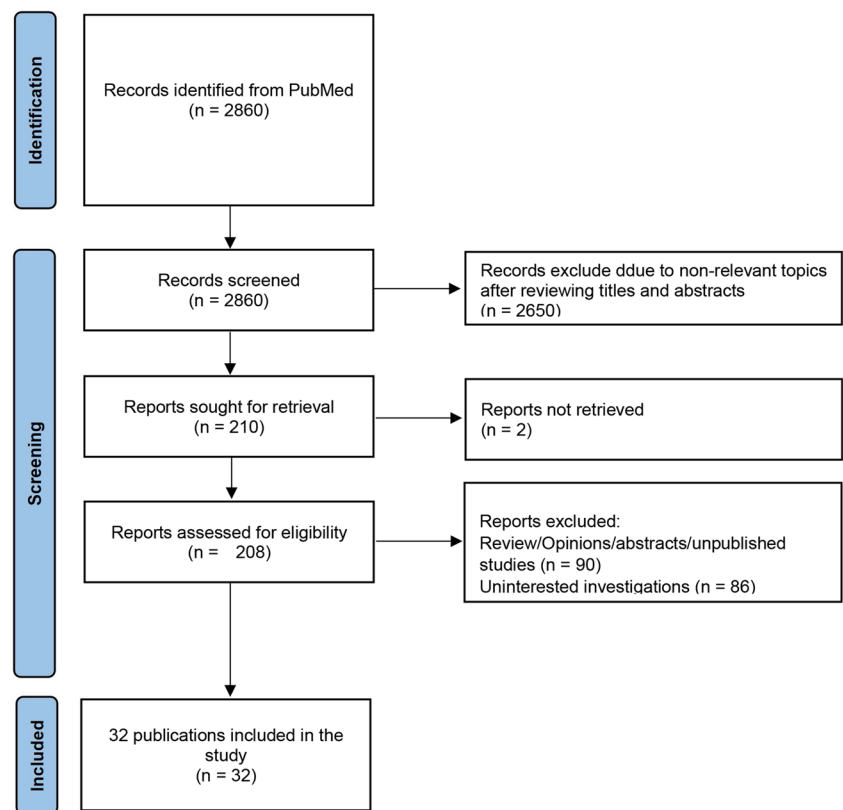 Identification
Records identified from PubMed
(n = 2860)
Screening
Records screened
(n = 2860)
Records exclude ddue to non-relevant topics
after reviewing titles and abstracts
(n = 2650)
Reports sought for retrieval
(n = 210)
Reports not retrieved
(n = 2)
Reports assessed for eligibility
(n = 208)
Reports excluded:
Review/Opinions/abstracts/unpublished
studies (n = 90)
Uninterested investigations (n = 86)
Included
32 publications included in the
study
(n = 32)